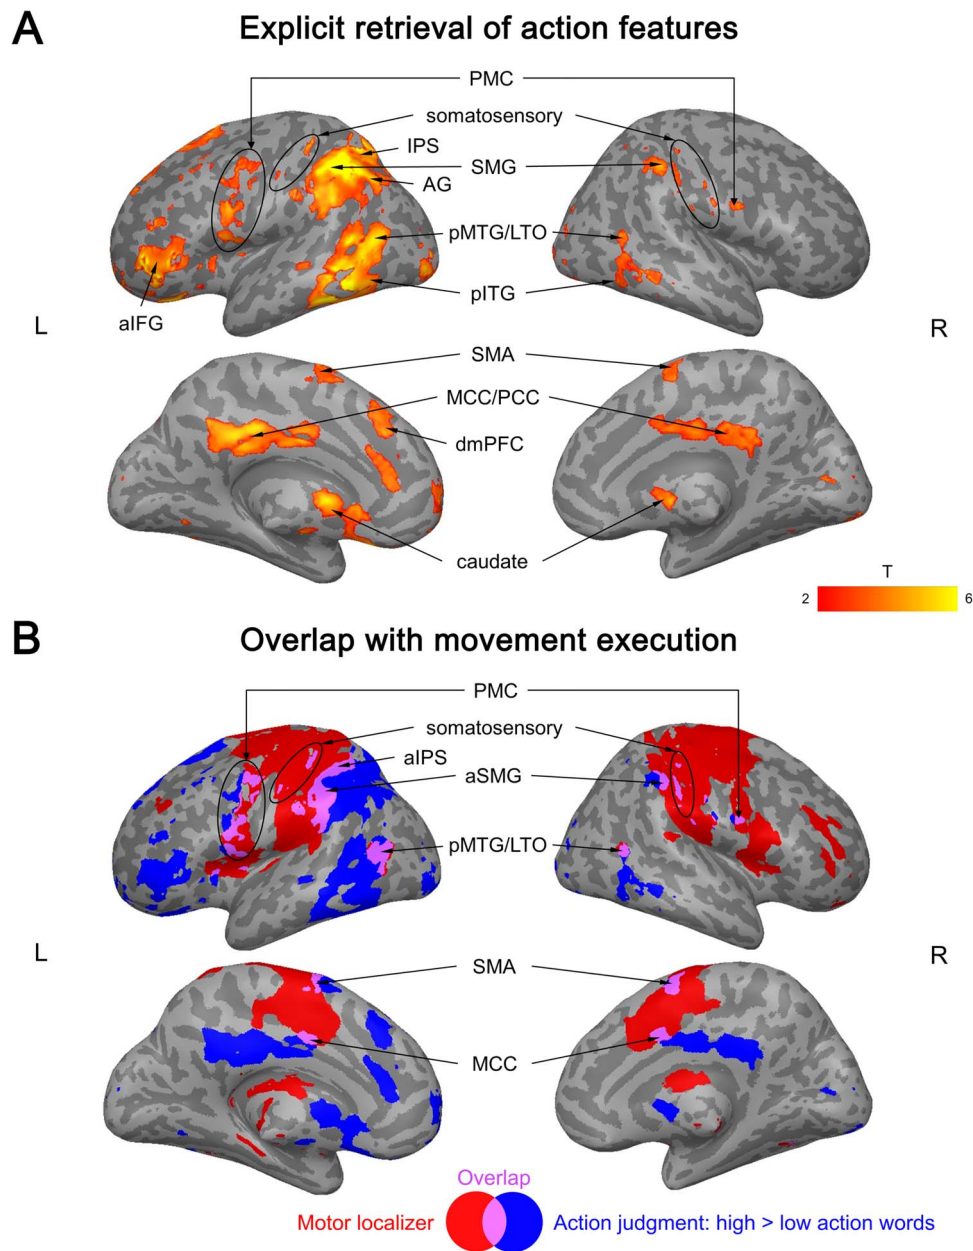 A
Explicit retrieval of action features
PMC
somatosensory
IPS
SMG
AG
pMTG/LTO
pITG
aIFG
L
R
SMA
MCC/PCC
dmPFC
caudate
T
2
6
B
Overlap with movement execution
PMC
somatosensory
aIPS
aSMG
pMTG/LTO
L
R
SMA
MCC
Overlap
Motor localizer
Action judgment: high > low action words